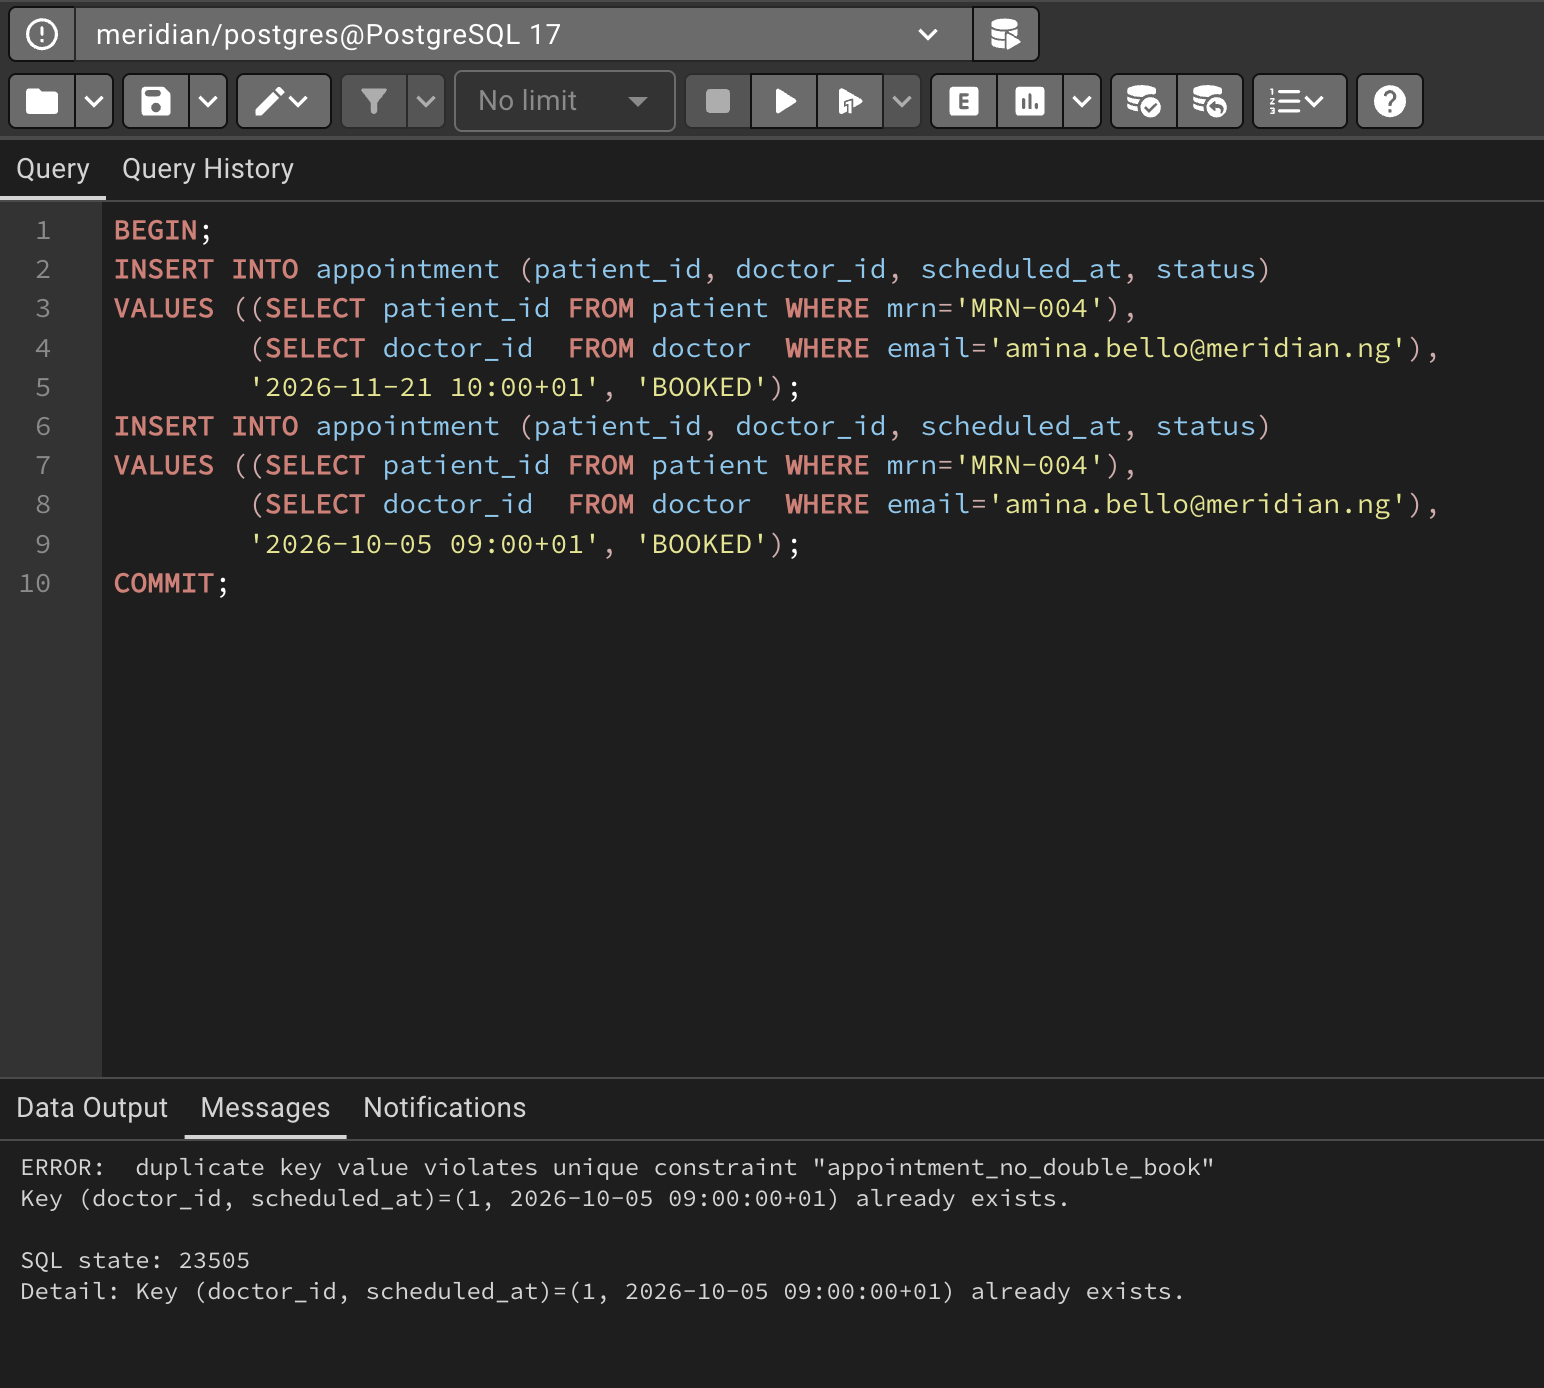 meridian/postgres@PostgreSQL 17
No limit
Query Query History
1 BEGIN;
2 INSERT INTO appointment (patient_id, doctor_id, scheduled_at, status)
3 VALUES ((SELECT patient_id FROM patient WHERE mrn='MRN-004'),
4         (SELECT doctor_id  FROM doctor  WHERE email='amina.bello@meridian.ng'),
5         '2026-11-21 10:00+01', 'BOOKED');
6 INSERT INTO appointment (patient_id, doctor_id, scheduled_at, status)
7 VALUES ((SELECT patient_id FROM patient WHERE mrn='MRN-004'),
8         (SELECT doctor_id  FROM doctor  WHERE email='amina.bello@meridian.ng'),
9         '2026-10-05 09:00+01', 'BOOKED');
10 COMMIT;
Data Output Messages Notifications
ERROR:  duplicate key value violates unique constraint "appointment_no_double_book"
Key (doctor_id, scheduled_at)=(1, 2026-10-05 09:00:00+01) already exists.
SQL state: 23505
Detail: Key (doctor_id, scheduled_at)=(1, 2026-10-05 09:00:00+01) already exists.